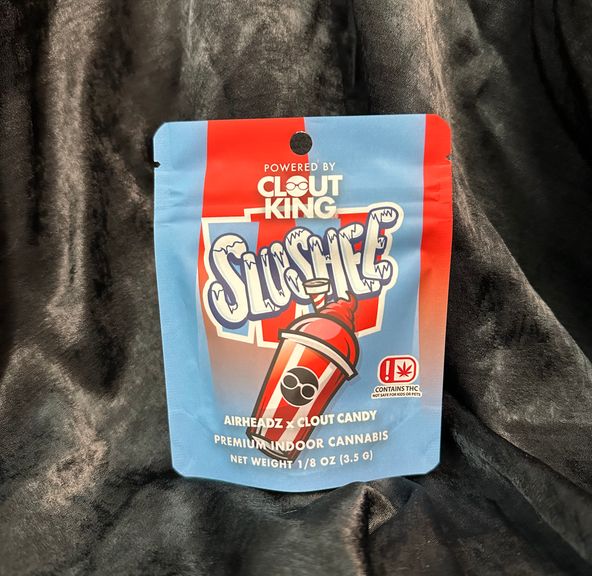 POWERED BY
CLOUT
KING
SLUSHEE
CONTAINS THC
NOT SAFE FOR KIDS OR PETS
AIRHEADZ x CLOUT CANDY
PREMIUM INDOOR CANNABIS
NET WEIGHT 1/8 OZ (3.5 G)